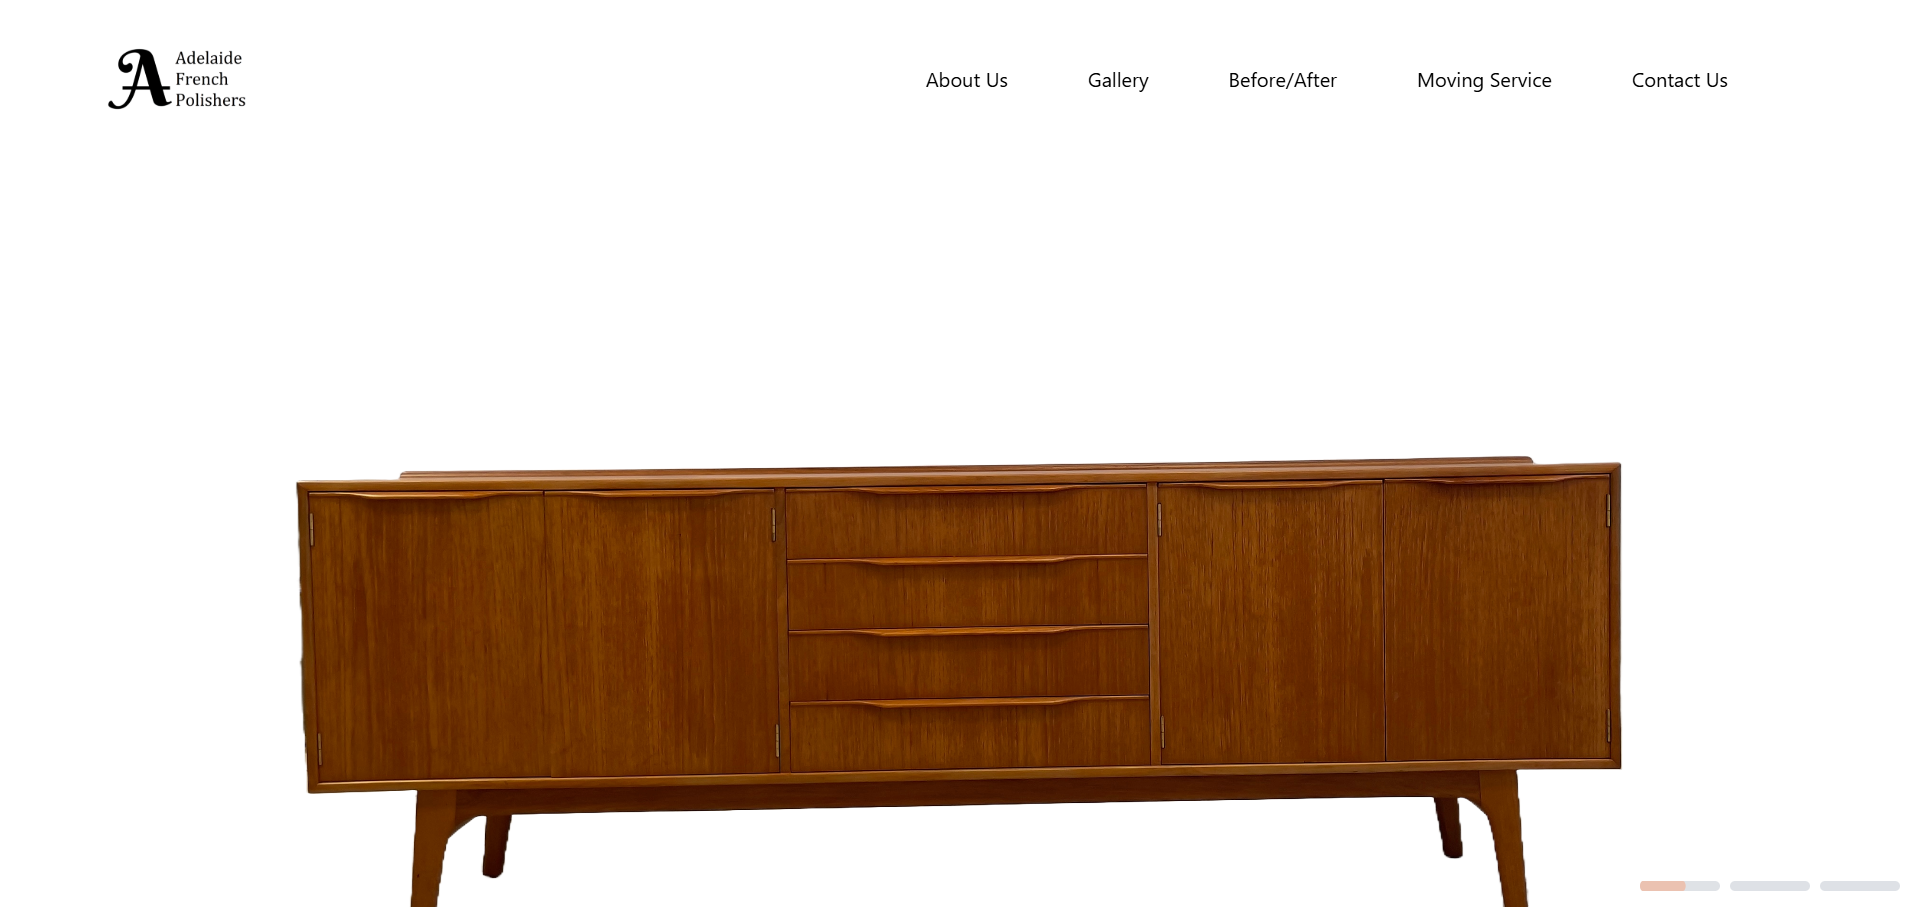 Adelaide
French
Polishers
About Us
Gallery
Before/After
Moving Service
Contact Us